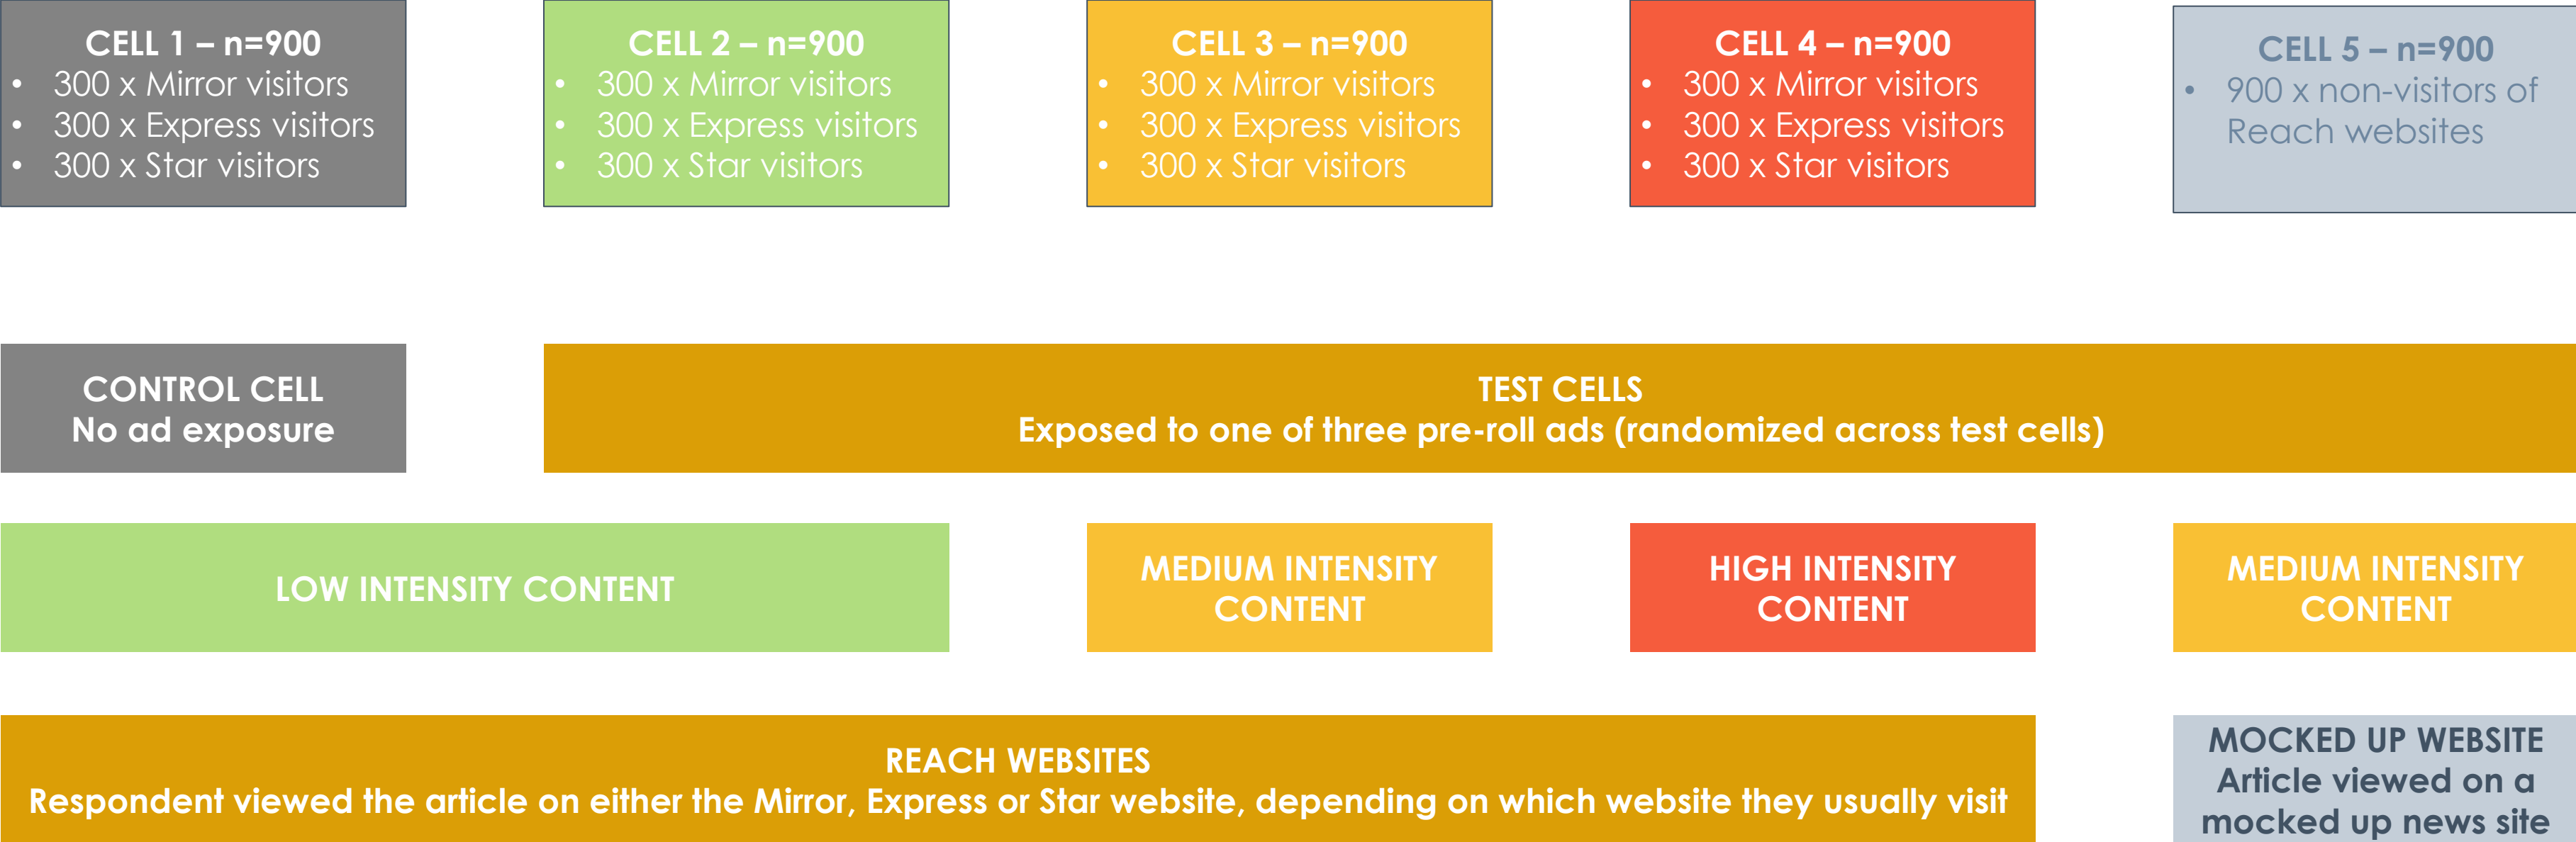 CELL 1 – n=900
• 300 x Mirror visitors
• 300 x Express visitors
• 300 x Star visitors
CELL 2 – n=900
• 300 x Mirror visitors
• 300 x Express visitors
• 300 x Star visitors
CELL 3 – n=900
• 300 x Mirror visitors
• 300 x Express visitors
• 300 x Star visitors
CELL 4 – n=900
• 300 x Mirror visitors
• 300 x Express visitors
• 300 x Star visitors
CELL 5 – n=900
• 900 x non-visitors of
Reach websites
CONTROL CELL
No ad exposure
TEST CELLS
Exposed to one of three pre-roll ads (randomized across test cells)
LOW INTENSITY CONTENT
MEDIUM INTENSITY
CONTENT
HIGH INTENSITY
CONTENT
MEDIUM INTENSITY
CONTENT
REACH WEBSITES
Respondent viewed the article on either the Mirror, Express or Star website, depending on which website they usually visit
MOCKED UP WEBSITE
Article viewed on a
mocked up news site